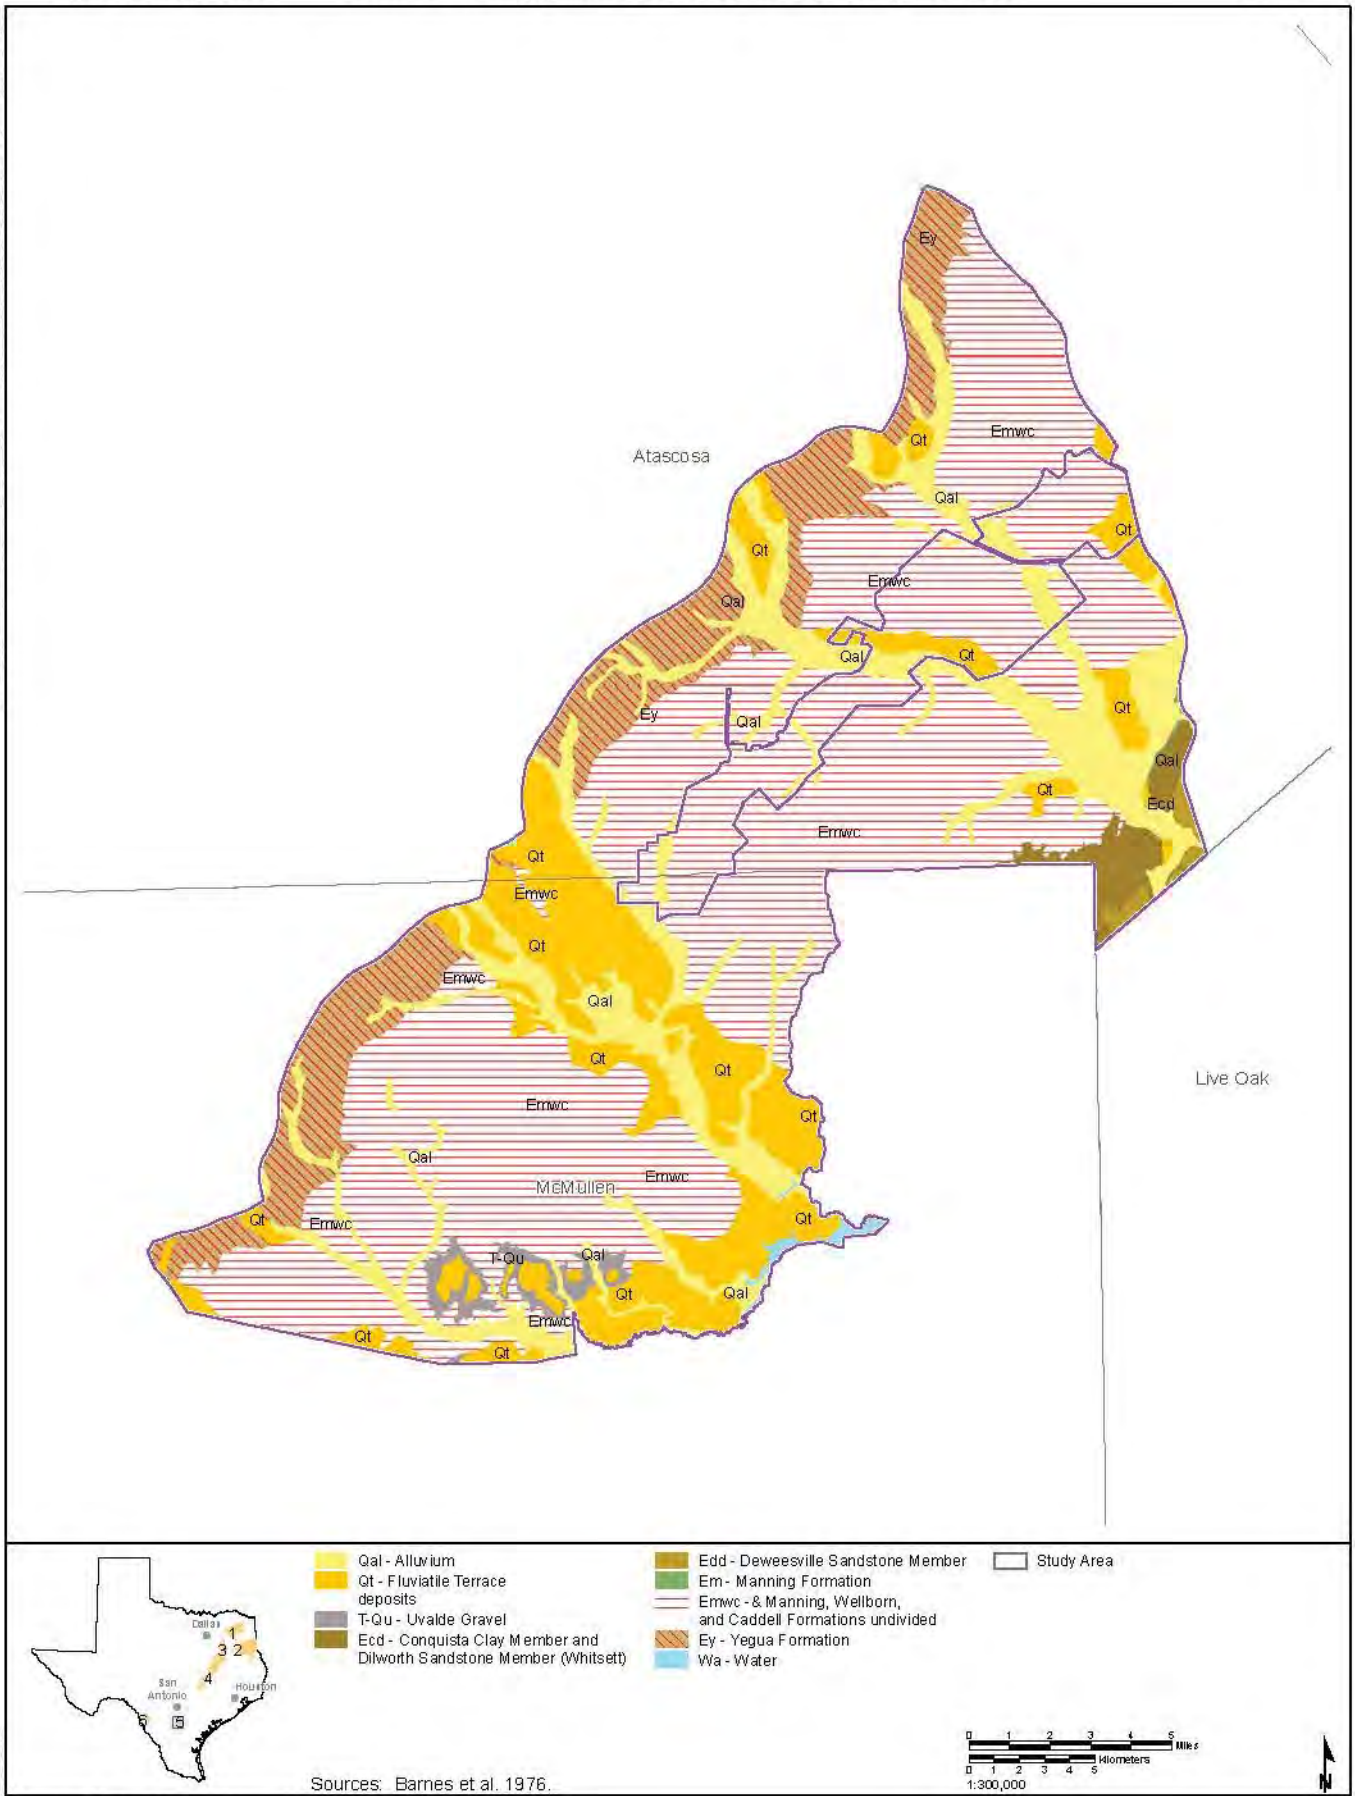 Ey
Emwc
Qt
Atascosa
Qal
Qt
Qt
Emwc
Qal
Qal
Qt
Ey
Qal
Qt
Qal
Qt
Ecd
Emwc
Qt
Emwc
Qt
Emwc
Qal
Qt
Qt
Live Oak
Emwc
Qt
Qal
Emwc
McMullen
Qt
Emwc
Qt
T-Qu
Qal
Qt
Qal
Emwc
Qt
Qt
Qal - Alluvium
Qt - Fluviatile Terrace
deposits
T-Qu - Uvalde Gravel
Ecd - Conquista Clay Member and
Dilworth Sandstone Member (Whitsett)
Edd - Deweesville Sandstone Member
Em - Manning Formation
Emwc - & Manning, Wellborn,
and Caddell Formations undivided
Ey - Yegua Formation
Wa - Water
Study Area
Dallas
1
3 2
4
San
Antonio
Houston
6
5
0 1 2 3 4 5
Miles
Kilometers
0 1 2 3 4 5
1:300,000
N
Sources: Barnes et al. 1976.